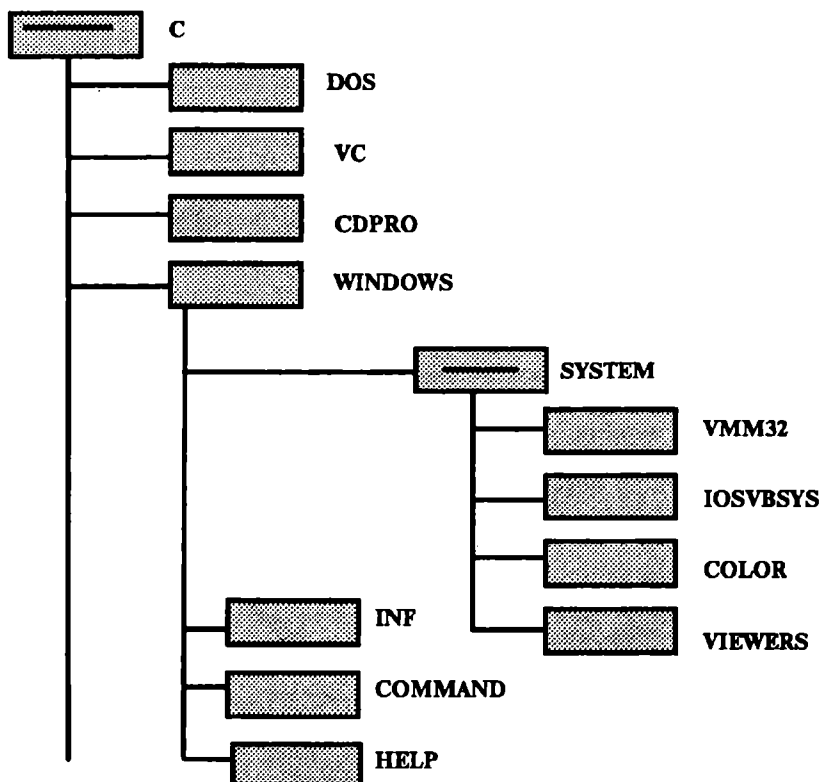 C
DOS
VC
CDPRO
WINDOWS
SYSTEM
VMM32
IOSVBSYS
COLOR
VIEWERS
INF
COMMAND
HELP